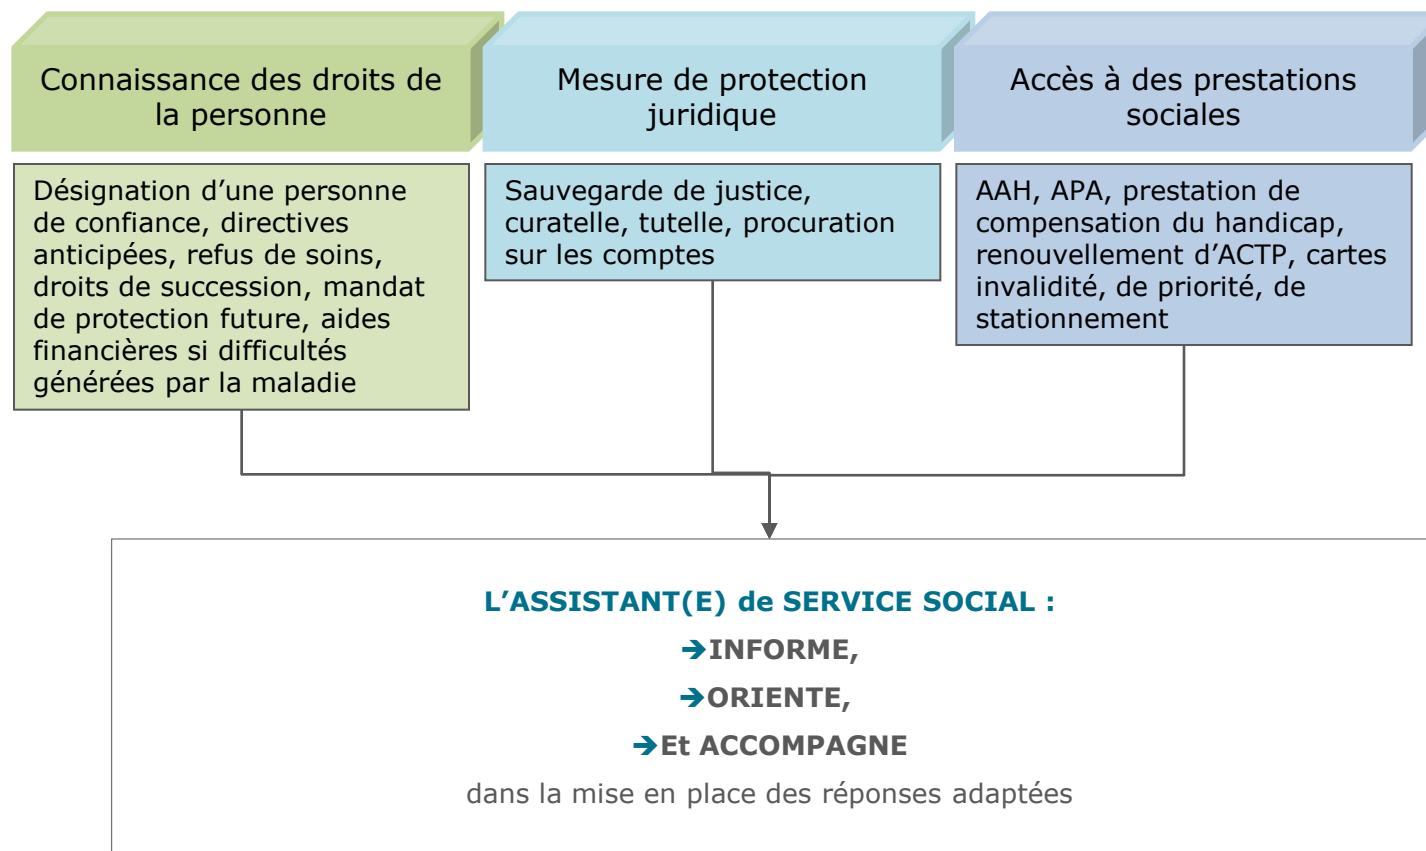 Connaissance des droits de
la personne
Mesure de protection
juridique
Accès à des prestations
sociales
Désignation d’une personne
de confiance, directives
anticipées, refus de soins,
droits de succession, mandat
de protection future, aides
financières si difficultés
générées par la maladie
Sauvegarde de justice,
curatelle, tutelle, procuration
sur les comptes
AAH, APA, prestation de
compensation du handicap,
renouvellement d’ACTP, cartes
invalidité, de priorité, de
stationnement
L’ASSISTANT(E) de SERVICE SOCIAL :
➔INFORME,
➔ORIENTE,
➔Et ACCOMPAGNE
dans la mise en place des réponses adaptées